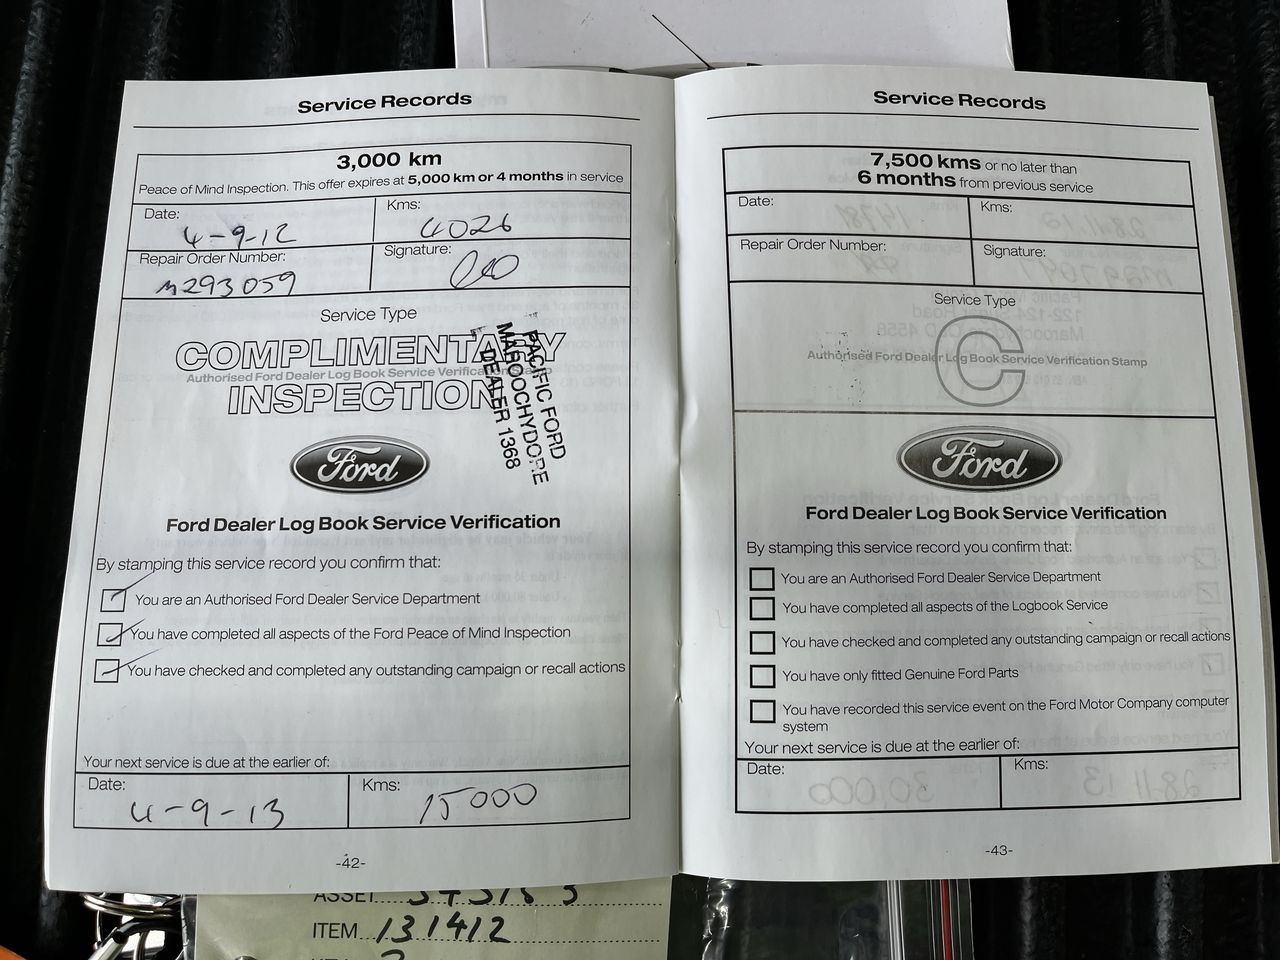 Service Records
3,000 km
Peace of Mind Inspection. This offer expires at 5,000 km or 4 months in service
Date:
4-9-12
Kms:
4026
Repair Order Number:
M293059
Signature:
Service Type
COMPLIMENTARY
Authorised Ford Dealer Log Book Service Verification Stamp
INSPECTION
PACIFIC FORD
MAROOCHYDORE
DEALER 1368
Ford
Ford Dealer Log Book Service Verification
By stamping this service record you confirm that:
You are an Authorised Ford Dealer Service Department
You have completed all aspects of the Ford Peace of Mind Inspection
You have checked and completed any outstanding campaign or recall actions
Your next service is due at the earlier of:
Date:
4-9-13
Kms:
15000
-42-
Service Records
7,500 kms or no later than
6 months from previous service
Date:
Kms:
Repair Order Number:
Signature:
Service Type
C
Authorised Ford Dealer Log Book Service Verification Stamp
Ford
Ford Dealer Log Book Service Verification
By stamping this service record you confirm that:
You are an Authorised Ford Dealer Service Department
You have completed all aspects of the Logbook Service
You have checked and completed any outstanding campaign or recall actions
You have only fitted Genuine Ford Parts
You have recorded this service event on the Ford Motor Company computer
system
Your next service is due at the earlier of:
Date:
Kms:
-43-
ASSET
ITEM 131412